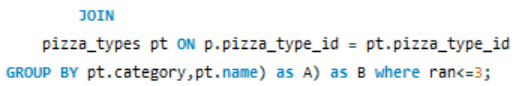 JOIN
pizza_types pt ON p.pizza_type_id = pt.pizza_type_id
GROUP BY pt.category,pt.name) as A) as B where ran<=3;